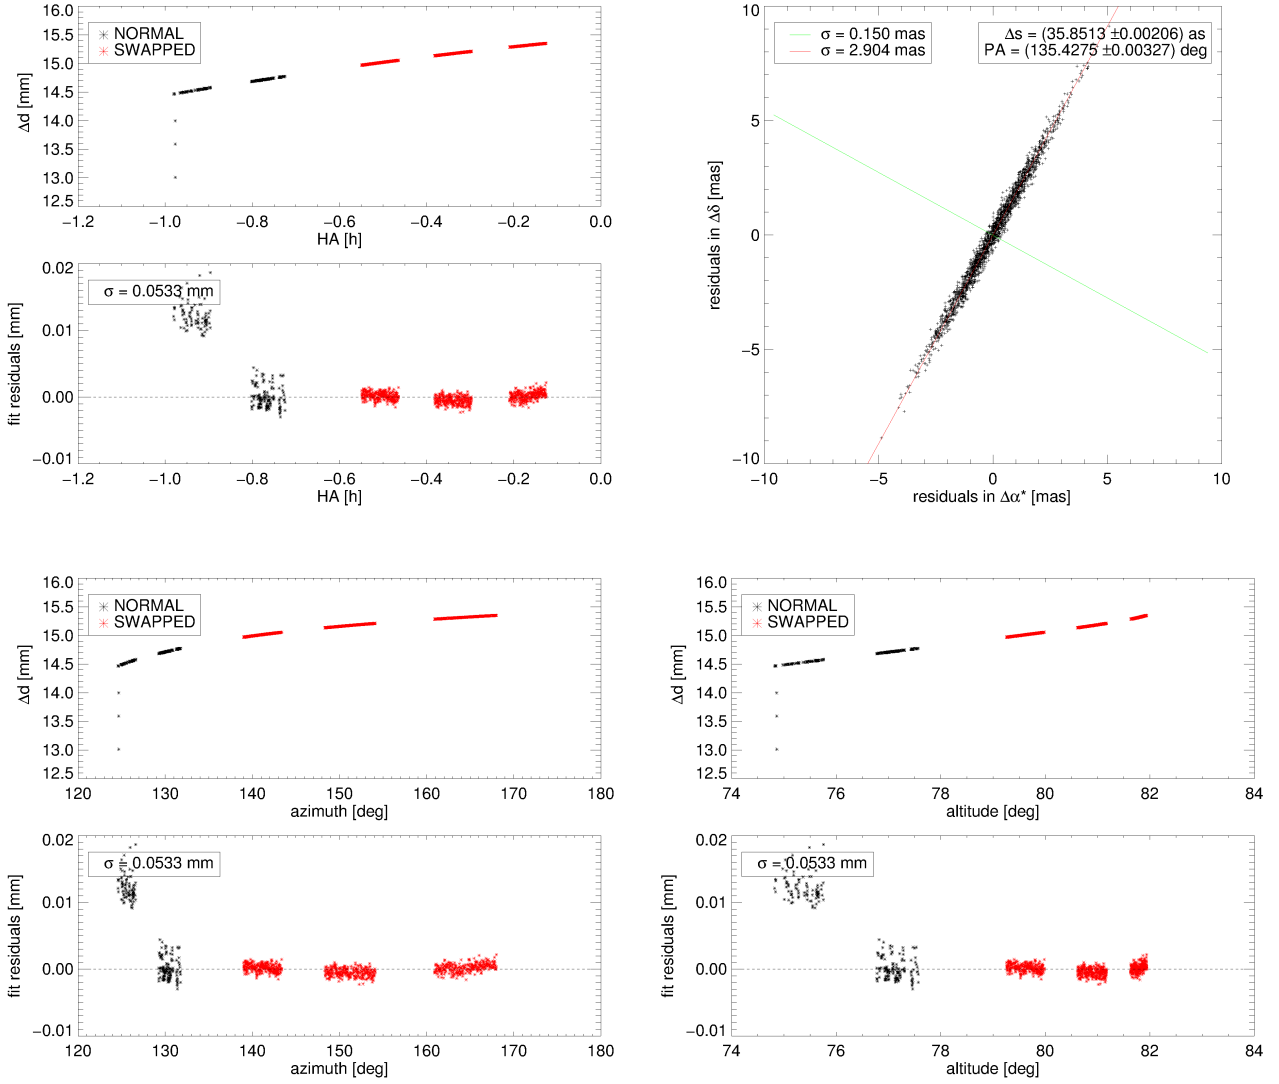 16.0
15.5
15.0
14.5
14.0
13.5
13.0
12.5
Δd [mm]
NORMAL
SWAPPED
−1.2 −1.0 −0.8 −0.6 −0.4 −0.2 0.0
HA [h]
0.02
0.01
0.00
−0.01
fit residuals [mm]
σ = 0.0533 mm
−1.2 −1.0 −0.8 −0.6 −0.4 −0.2 0.0
HA [h]
10
5
0
−5
−10
residuals in Δδ [mas]
σ = 0.150 mas
σ = 2.904 mas
Δs = (35.8513 ±0.00206) as
PA = (135.4275 ±0.00327) deg
−10 −5 0 5 10
residuals in Δα* [mas]
16.0
15.5
15.0
14.5
14.0
13.5
13.0
12.5
Δd [mm]
NORMAL
SWAPPED
120 130 140 150 160 170 180
azimuth [deg]
16.0
15.5
15.0
14.5
14.0
13.5
13.0
12.5
Δd [mm]
NORMAL
SWAPPED
74 76 78 80 82 84
altitude [deg]
0.02
0.01
0.00
−0.01
fit residuals [mm]
σ = 0.0533 mm
120 130 140 150 160 170 180
azimuth [deg]
0.02
0.01
0.00
−0.01
fit residuals [mm]
σ = 0.0533 mm
74 76 78 80 82 84
altitude [deg]